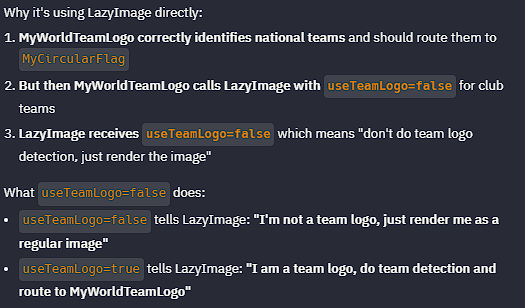 Why it's using LazyImage directly:
1. MyWorldTeamLogo correctly identifies national teams and should route them to
MyCircularFlag
2. But then MyWorldTeamLogo calls LazyImage with useTeamLogo=false for club
teams
3. LazyImage receives useTeamLogo=false which means "don't do team logo
detection, just render the image"
What useTeamLogo=false does:
• useTeamLogo=false tells LazyImage: "I'm not a team logo, just render me as a
regular image"
• useTeamLogo=true tells LazyImage: "I am a team logo, do team detection and
route to MyWorldTeamLogo"